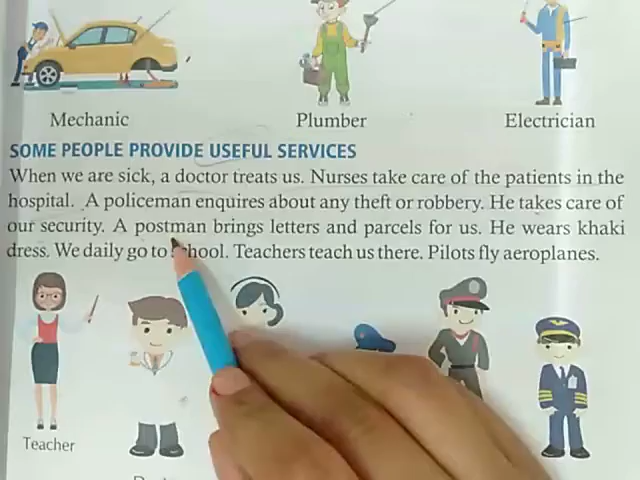 Mechanic
Plumber
Electrician
SOME PEOPLE PROVIDE USEFUL SERVICES
When we are sick, a doctor treats us. Nurses take care of the patients in the
hospital. A policeman enquires about any theft or robbery. He takes care of
our security. A postman brings letters and parcels for us. He wears khaki
dress. We daily go to school. Teachers teach us there. Pilots fly aeroplanes.
Teacher